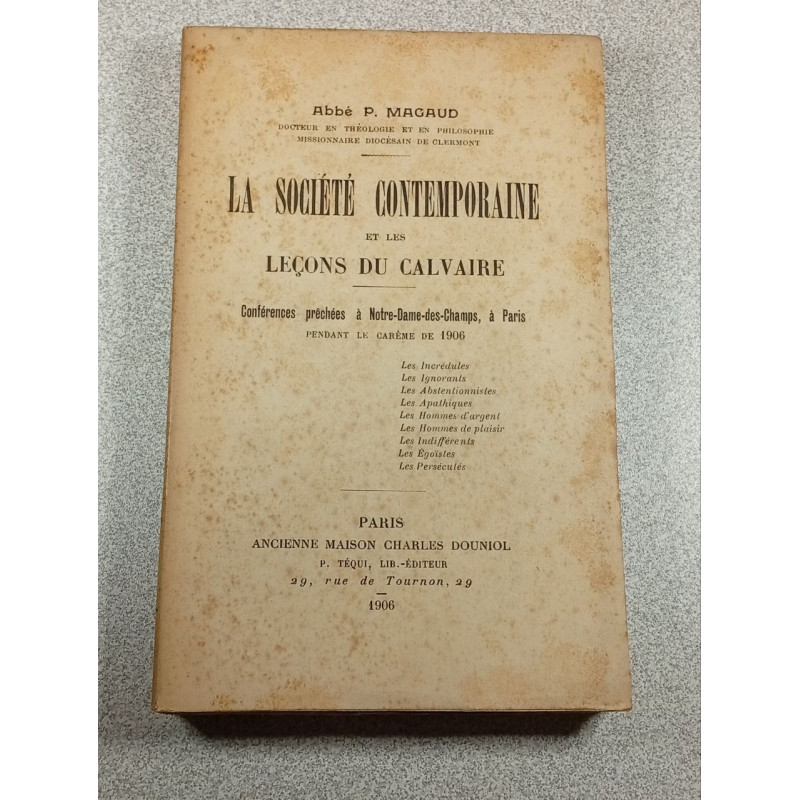 Abbé P. MAGAUD
DOCTEUR EN THÉOLOGIE ET EN PHILOSOPHIE
MISSIONNAIRE DIOCÉSAIN DE CLERMONT
LA SOCIÉTÉ CONTEMPORAINE
ET LES
LEÇONS DU CALVAIRE
Conférences prêchées à Notre-Dame-des-Champs, à Paris
PENDANT LE CARÊME DE 1906
Les Incrédules
Les Ignorants
Les Abstentionnistes
Les Apathiques
Les Hommes d'argent
Les Hommes de plaisir
Les Indifférents
Les Égoïstes
Les Persécutés
PARIS
ANCIENNE MAISON CHARLES DOUNIOL
P. TÉQUI, LIB.-ÉDITEUR
29, rue de Tournon, 29
1906